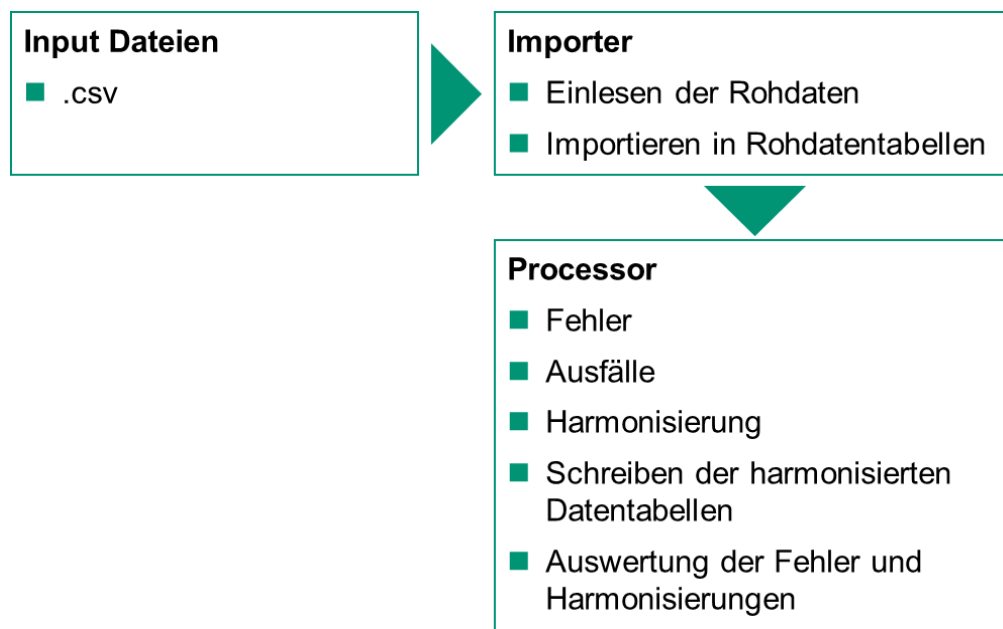 Input Dateien
.csv
Importer
Einlesen der Rohdaten
Importieren in Rohdatentabellen
Processor
Fehler
Ausfälle
Harmonisierung
Schreiben der harmonisierten
Datentabellen
Auswertung der Fehler und
Harmonisierungen